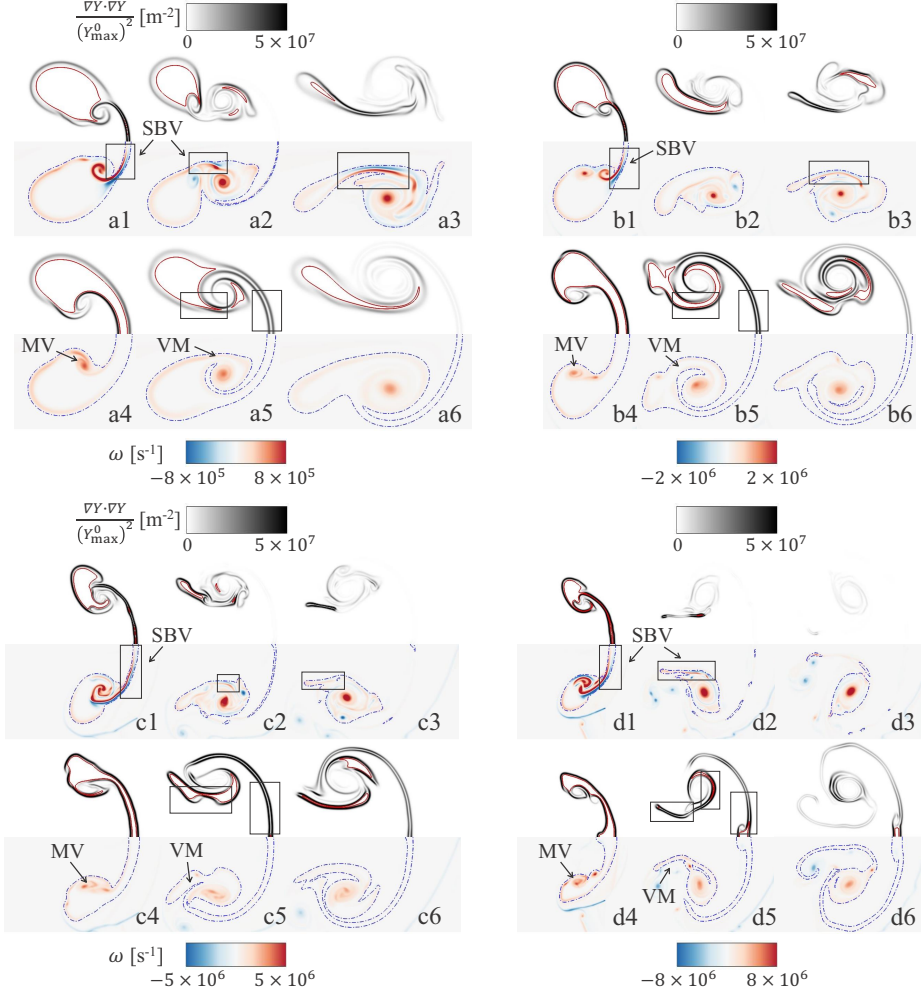 ∇Y·∇Y
(Y⁰max)² [m⁻²]
0 5 × 10⁷
0 5 × 10⁷
SBV
a1 a2 a3
SBV
b1 b2 b3
MV VM
a4 a5 a6
MV VM
b4 b5 b6
ω [s⁻¹]
−8 × 10⁵ 8 × 10⁵
−2 × 10⁶ 2 × 10⁶
∇Y·∇Y
(Y⁰max)² [m⁻²]
0 5 × 10⁷
0 5 × 10⁷
SBV
c1 c2 c3
SBV
d1 d2 d3
MV VM
c4 c5 c6
MV VM
d4 d5 d6
ω [s⁻¹]
−5 × 10⁶ 5 × 10⁶
−8 × 10⁶ 8 × 10⁶